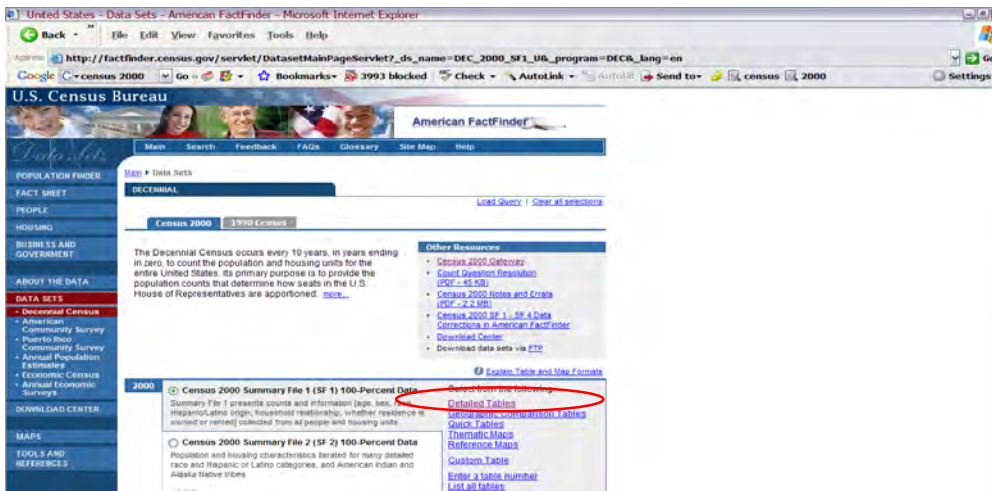 United States - Data Sets - American FactFinder - Microsoft Internet Explorer
Back File Edit View Favorites Tools Help
Address http://factfinder.census.gov/servlet/DatasetMainPageServlet?_ds_name=DEC_2000_SF1_U&_program=DEC&_lang=en Go
Google census 2000 Go Bookmarks 3993 blocked Check AutoLink AutoFill Send to census 2000 Settings
U.S. Census Bureau
American FactFinder
Data Sets
Main Search Feedback FAQs Glossary Site Map Help
POPULATION FINDER
FACT SHEET
PEOPLE
HOUSING
BUSINESS AND
GOVERNMENT
ABOUT THE DATA
DATA SETS
• Decennial Census
• American
Community Survey
• Puerto Rico
Community Survey
• Annual Population
Estimates
• Economic Census
• Annual Economic
Surveys
DOWNLOAD CENTER
MAPS
TOOLS AND
REFERENCES
Main ▸ Data Sets
DECENNIAL
Load Query | Clear all selections
Census 2000 1990 Census
The Decennial Census occurs every 10 years, in years ending
in zero, to count the population and housing units for the
entire United States. Its primary purpose is to provide the
population counts that determine how seats in the U.S.
House of Representatives are apportioned. more...
Other Resources
• Census 2000 Gateway
• Count Question Resolution
(PDF - 45 KB)
• Census 2000 Notes and Errata
(PDF - 2.2 MB)
• Census 2000 SF 1 - SF 4 Data
Corrections in American FactFinder
• Download Center
• Download data sets via FTP
Explain Table and Map Formats
2000
Census 2000 Summary File 1 (SF 1) 100-Percent Data
Summary File 1 presents counts and information (age, sex, race,
Hispanic/Latino origin, household relationship, whether residence is
owned or rented) collected from all people and housing units.
Census 2000 Summary File 2 (SF 2) 100-Percent Data
Population and housing characteristics iterated for many detailed
race and Hispanic or Latino categories, and American Indian and
Alaska Native tribes
Select from the following:
Detailed Tables
Geographic Comparison Tables
Quick Tables
Thematic Maps
Reference Maps
Custom Table
Enter a table number
List all tables